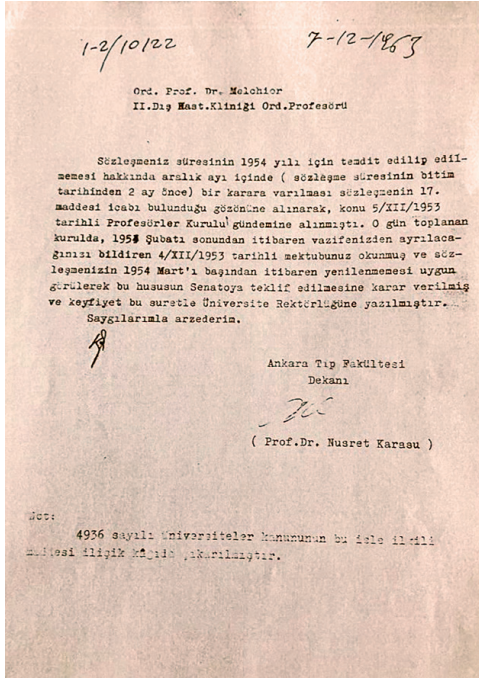 1-2/10122
7-12-1963
Ord. Prof. Dr. Melchior
II.Dış Hast.Kliniği Ord.Profesörü
Sözleşmeniz süresinin 1954 yılı için temdit edilip edil-
memesi hakkında aralık ayı içinde ( sözleşme süresinin bitim
tarihinden 2 ay önce) bir karara varılması sözleşmenin 17.
maddesi icabı bulunduğu gözönüne alınarak, konu 5/XII/1953
tarihli Profesörler Kurulu gündemine alınmıştı. O gün toplanan
kurulda, 1954 Şubatı sonundan itibaren vazifenizden ayrılaca-
ğınızı bildiren 4/XII/1953 tarihli mektubunuz okunmuş ve söz-
leşmenizin 1954 Mart'ı başından itibaren yenilenmemesi uygun
görülerek bu hususun Senatoya teklif edilmesine karar verilmiş
ve keyfiyet bu suretle Üniversite Rektörlüğüne yazılmıştır.
Saygılarımla arzederim.
Ankara Tıp Fakültesi
Dekanı
( Prof.Dr. Nusret Karasu )
Not:
4936 sayılı Üniversiteler kanununun bu işle ilgili
maddesi ilişik kâğıda çıkarılmıştır.